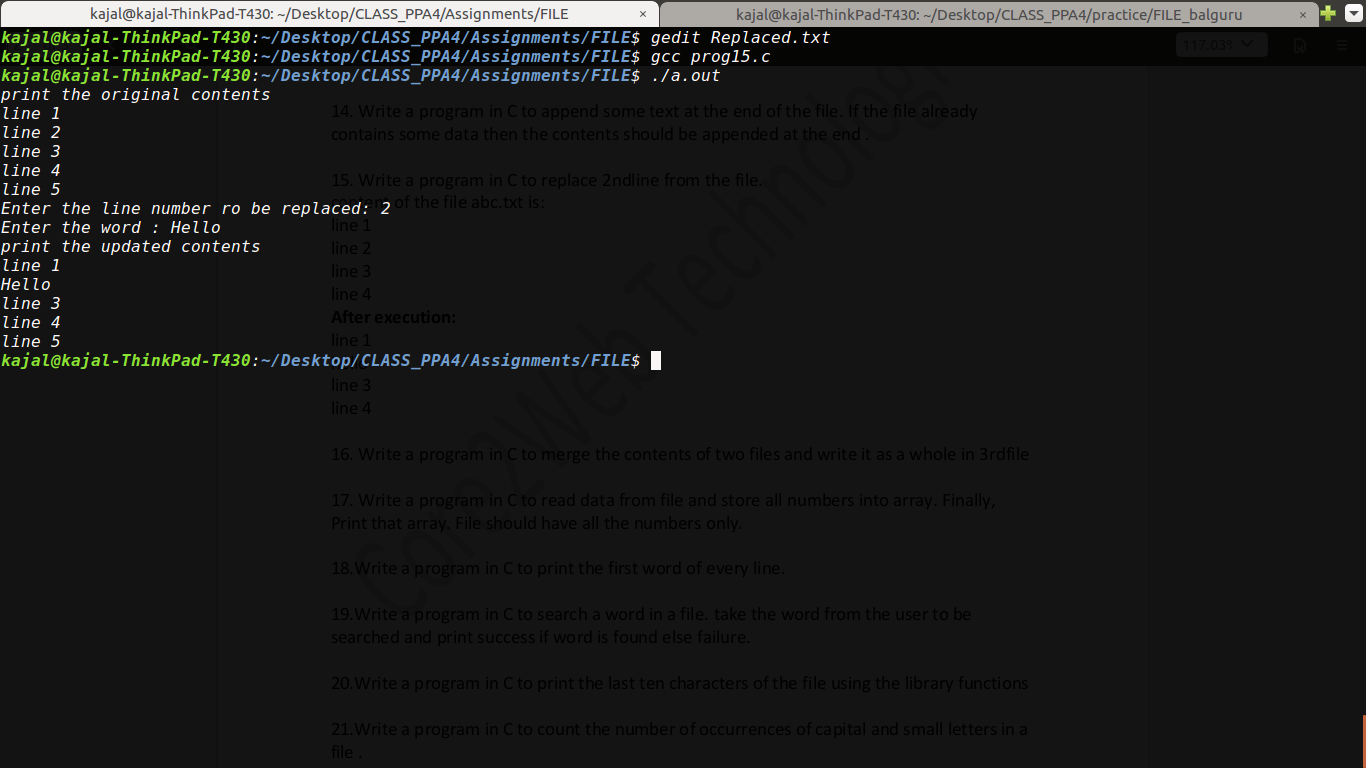 kajal@kajal-ThinkPad-T430: ~/Desktop/CLASS_PPA4/Assignments/FILE × kajal@kajal-ThinkPad-T430: ~/Desktop/CLASS_PPA4/practice/FILE_balguru ×
kajal@kajal-ThinkPad-T430:~/Desktop/CLASS_PPA4/Assignments/FILE$ gedit Replaced.txt
117.03%
kajal@kajal-ThinkPad-T430:~/Desktop/CLASS_PPA4/Assignments/FILE$ gcc prog15.c
kajal@kajal-ThinkPad-T430:~/Desktop/CLASS_PPA4/Assignments/FILE$ ./a.out
print the original contents
line 1
line 2
line 3
line 4
line 5
Enter the line number ro be replaced: 2
Enter the word : Hello
print the updated contents
line 1
Hello
line 3
line 4
line 5
kajal@kajal-ThinkPad-T430:~/Desktop/CLASS_PPA4/Assignments/FILE$
14. Write a program in C to append some text at the end of the file. If the file already
contains some data then the contents should be appended at the end .
15. Write a program in C to replace 2ndline from the file.
content of the file abc.txt is:
line 1
line 2
line 3
line 4
After execution:
line 1
line 3
line 4
16. Write a program in C to merge the contents of two files and write it as a whole in 3rdfile
17. Write a program in C to read data from file and store all numbers into array. Finally,
Print that array. File should have all the numbers only.
18.Write a program in C to print the first word of every line.
19.Write a program in C to search a word in a file. take the word from the user to be
searched and print success if word is found else failure.
20.Write a program in C to print the last ten characters of the file using the library functions
21.Write a program in C to count the number of occurrences of capital and small letters in a
file .
Core2Web Technolog